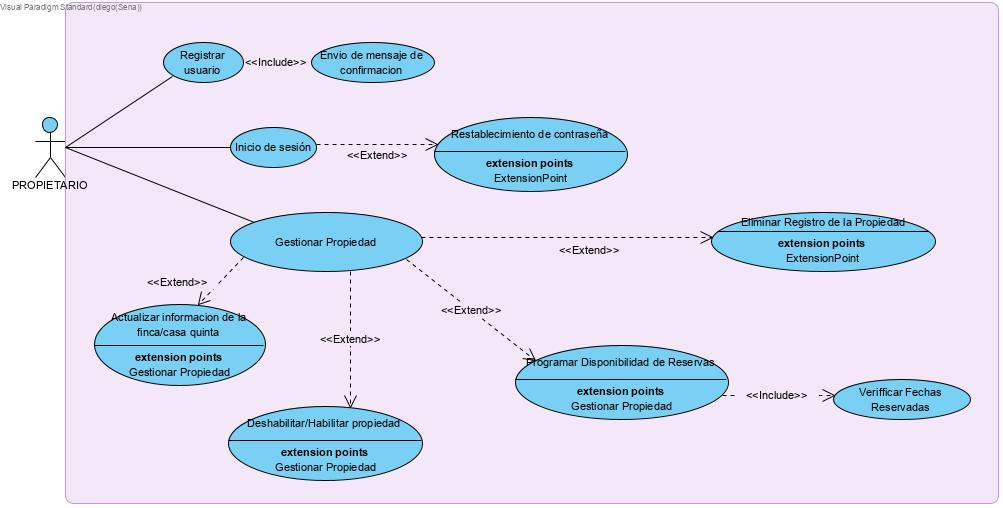 Visual Paradigm Standard(diego(Sena))
Registrar
usuario
<<Include>>
Envio de mensaje de
confirmacion
Inicio de sesión
<<Extend>>
Restablecimiento de contraseña
extension points
ExtensionPoint
PROPIETARIO
Gestionar Propiedad
<<Extend>>
Eliminar Registro de la Propiedad
extension points
ExtensionPoint
<<Extend>>
Actualizar informacion de la
finca/casa quinta
extension points
Gestionar Propiedad
<<Extend>>
Deshabilitar/Habilitar propiedad
extension points
Gestionar Propiedad
<<Extend>>
Programar Disponibilidad de Reservas
extension points
Gestionar Propiedad
<<Include>>
Veriffícar Fechas
Reservadas